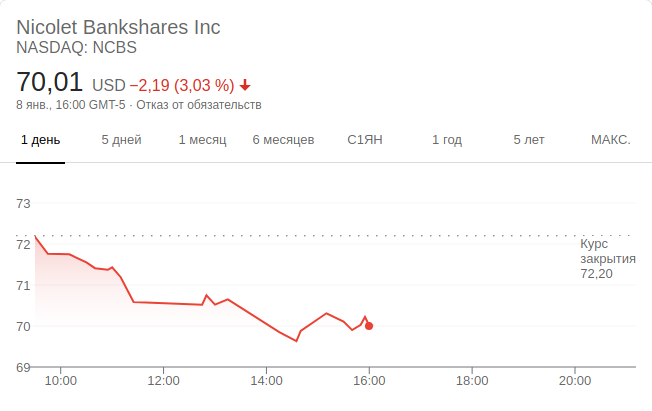 Nicolet Bankshares Inc
NASDAQ: NCBS
70,01 USD −2,19 (3,03 %)
8 янв., 16:00 GMT-5 · Отказ от обязательств
1 день 5 дней 1 месяц 6 месяцев С1ЯН 1 год 5 лет МАКС.
73
72
71
70
69
Курс
закрытия
72,20
10:00 12:00 14:00 16:00 18:00 20:00